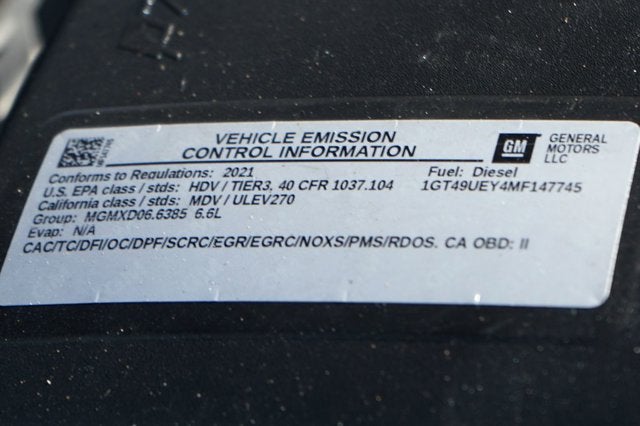 VEHICLE EMISSION
CONTROL INFORMATION
GM
GENERAL
MOTORS
LLC
Conforms to Regulations: 2021
Fuel: Diesel
U.S. EPA class / stds: HDV / TIER3, 40 CFR 1037.104
1GT49UEY4MF147745
California class / stds: MDV / ULEV270
Group: MGMXD06.6385 6.6L
Evap: N/A
CAC/TC/DFI/OC/DPF/SCRC/EGR/EGRC/NOXS/PMS/RDOS. CA OBD: II